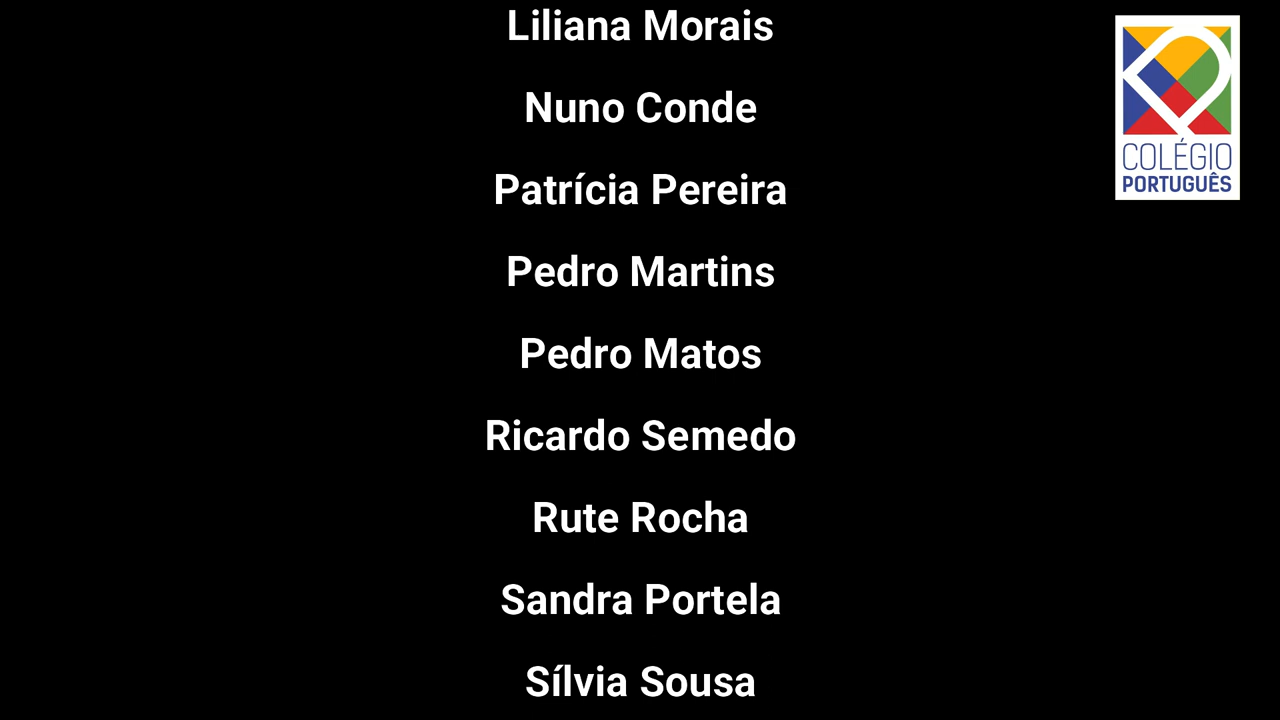 Liliana Morais
Nuno Conde
Patrícia Pereira
Pedro Martins
Pedro Matos
Ricardo Semedo
Rute Rocha
Sandra Portela
Sílvia Sousa
COLÉGIO
PORTUGUÊS